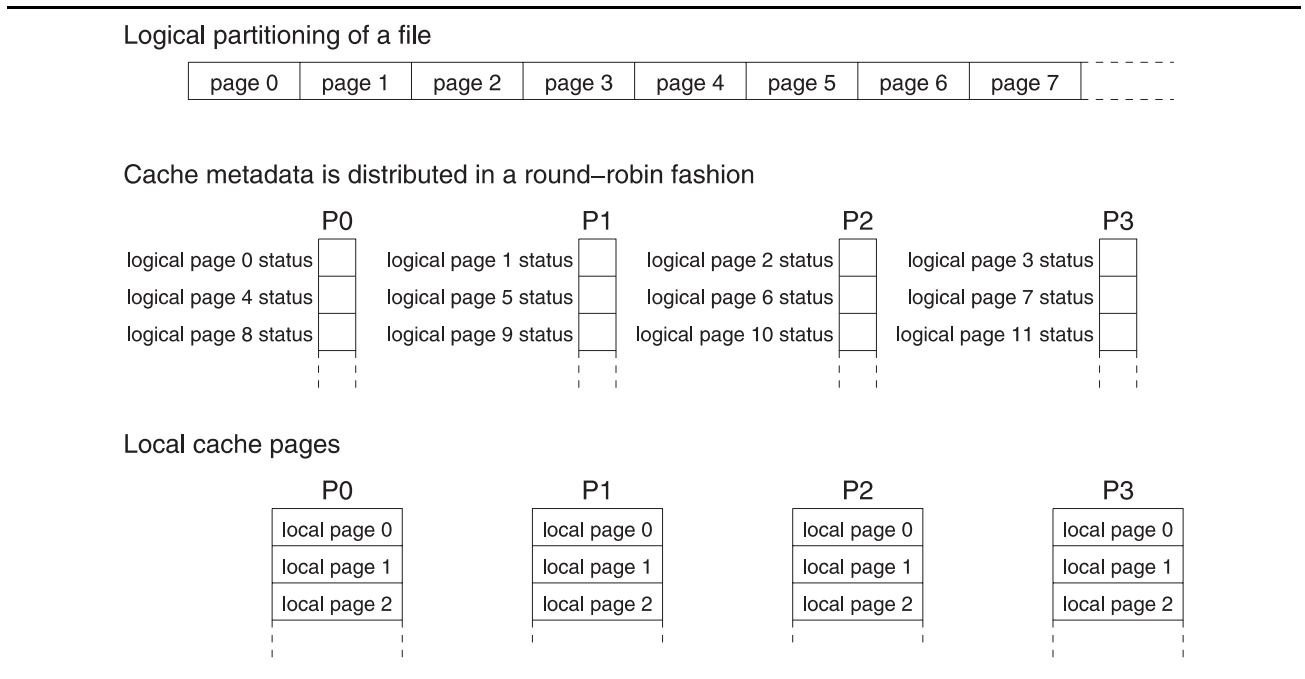 Logical partitioning of a file
page 0 page 1 page 2 page 3 page 4 page 5 page 6 page 7
Cache metadata is distributed in a round−robin fashion
P0 P1 P2 P3
logical page 0 status logical page 1 status logical page 2 status logical page 3 status
logical page 4 status logical page 5 status logical page 6 status logical page 7 status
logical page 8 status logical page 9 status logical page 10 status logical page 11 status
Local cache pages
P0 P1 P2 P3
local page 0 local page 0 local page 0 local page 0
local page 1 local page 1 local page 1 local page 1
local page 2 local page 2 local page 2 local page 2